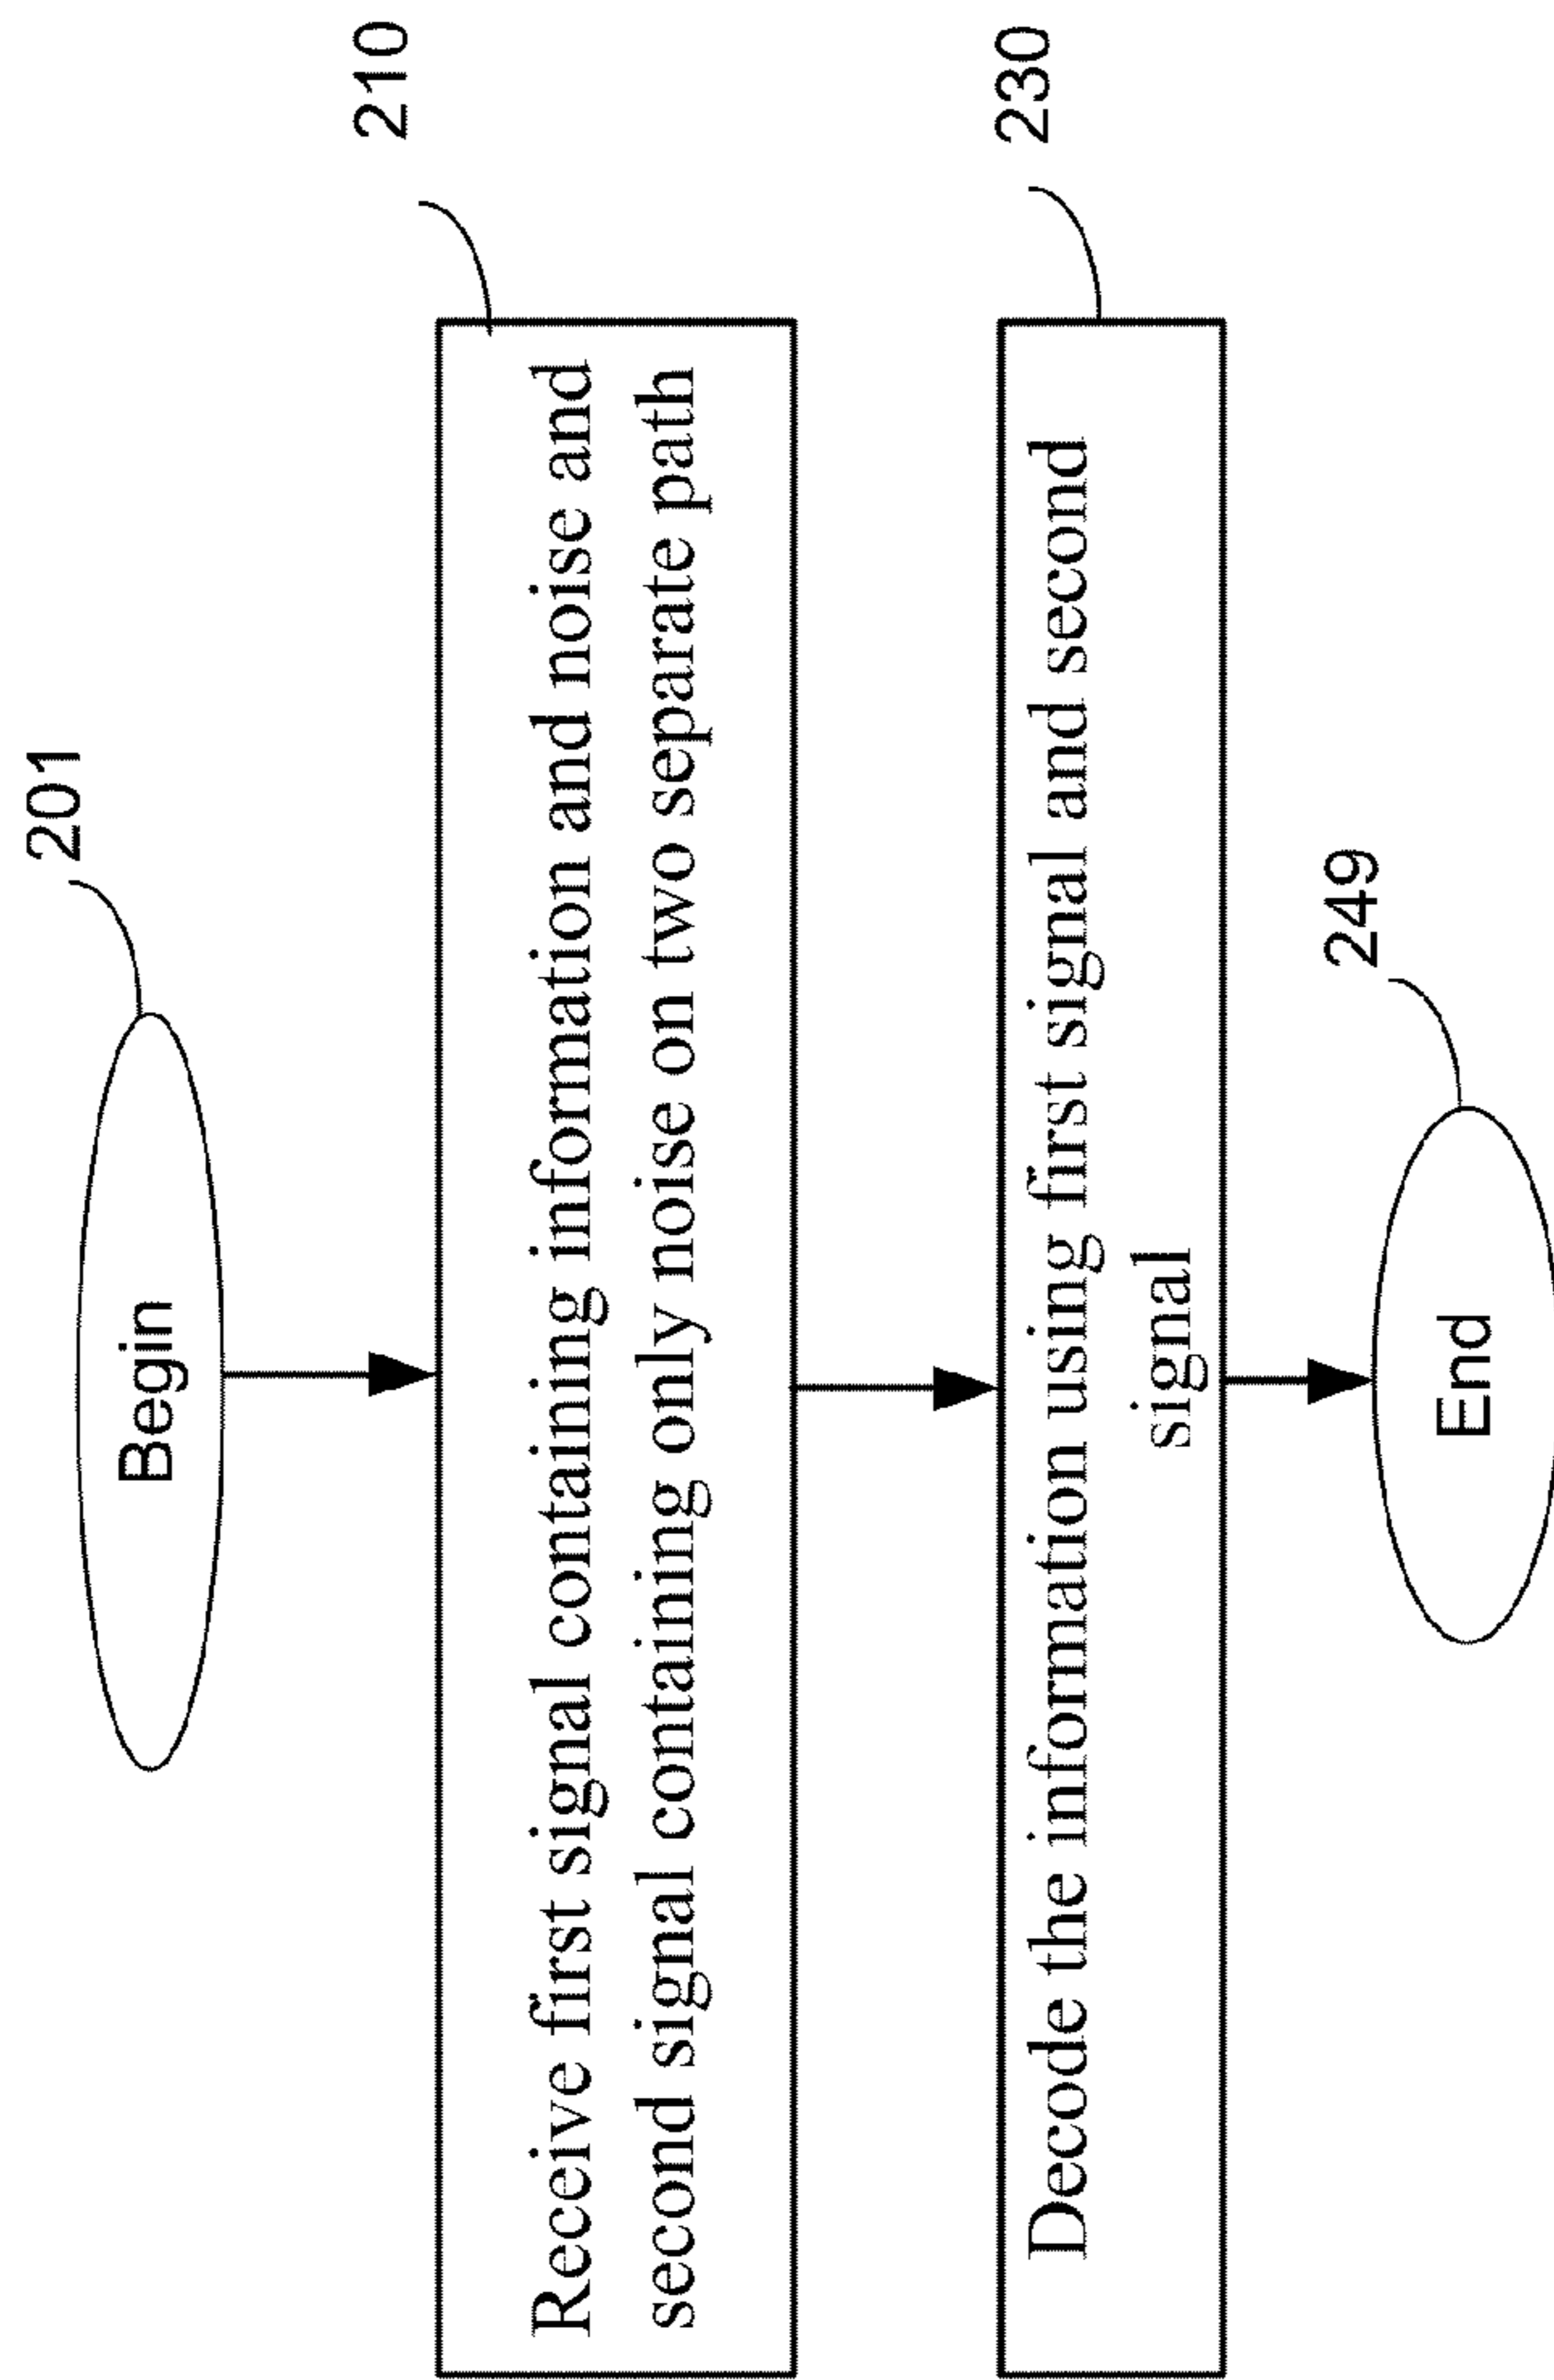 201
Begin
210
Receive first signal containing information and noise and
second signal containing only noise on two separate path
230
Decode the information using first signal and second
signal
249
End